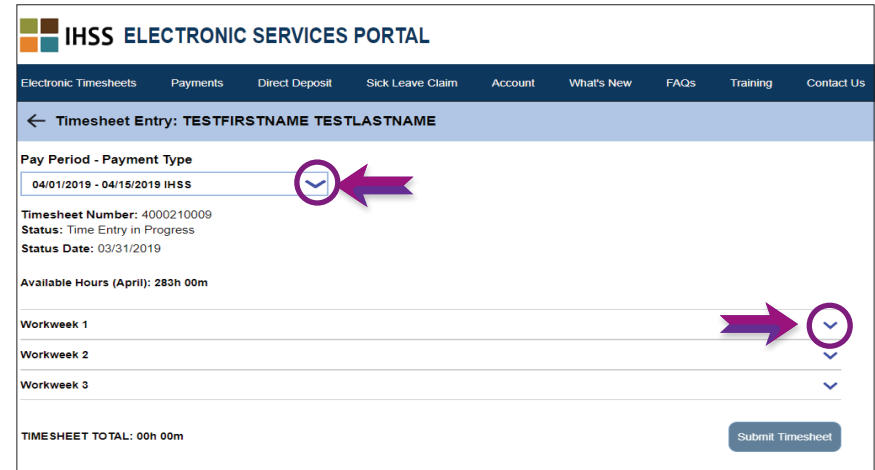 IHSS ELECTRONIC SERVICES PORTAL
Electronic Timesheets Payments Direct Deposit Sick Leave Claim Account What's New FAQs Training Contact Us
Timesheet Entry: TESTFIRSTNAME TESTLASTNAME
Pay Period - Payment Type
04/01/2019 - 04/15/2019 IHSS
Timesheet Number: 4000210009
Status: Time Entry in Progress
Status Date: 03/31/2019
Available Hours (April): 283h 00m
Workweek 1
Workweek 2
Workweek 3
TIMESHEET TOTAL: 00h 00m
Submit Timesheet